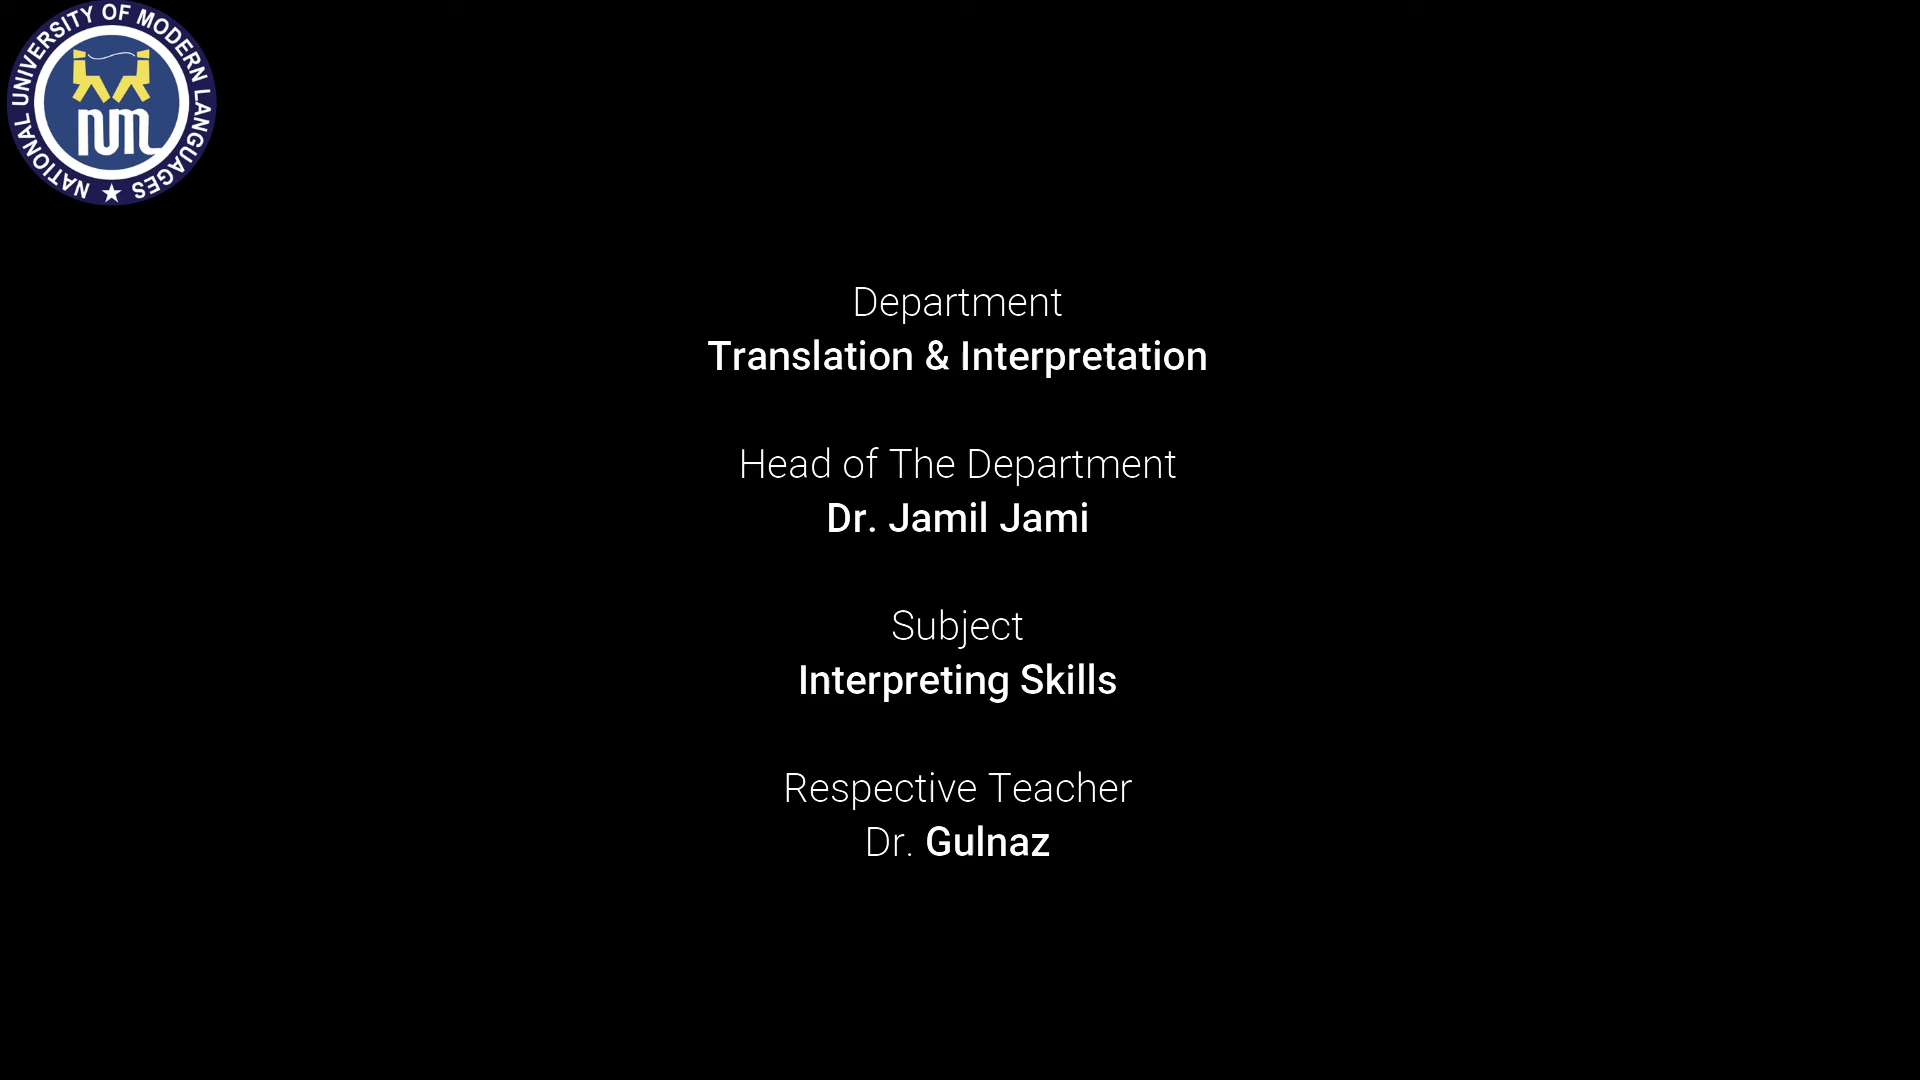 NATIONAL UNIVERSITY OF MODERN LANGUAGES
num
Department
Translation & Interpretation
Head of The Department
Dr. Jamil Jami
Subject
Interpreting Skills
Respective Teacher
Dr. Gulnaz